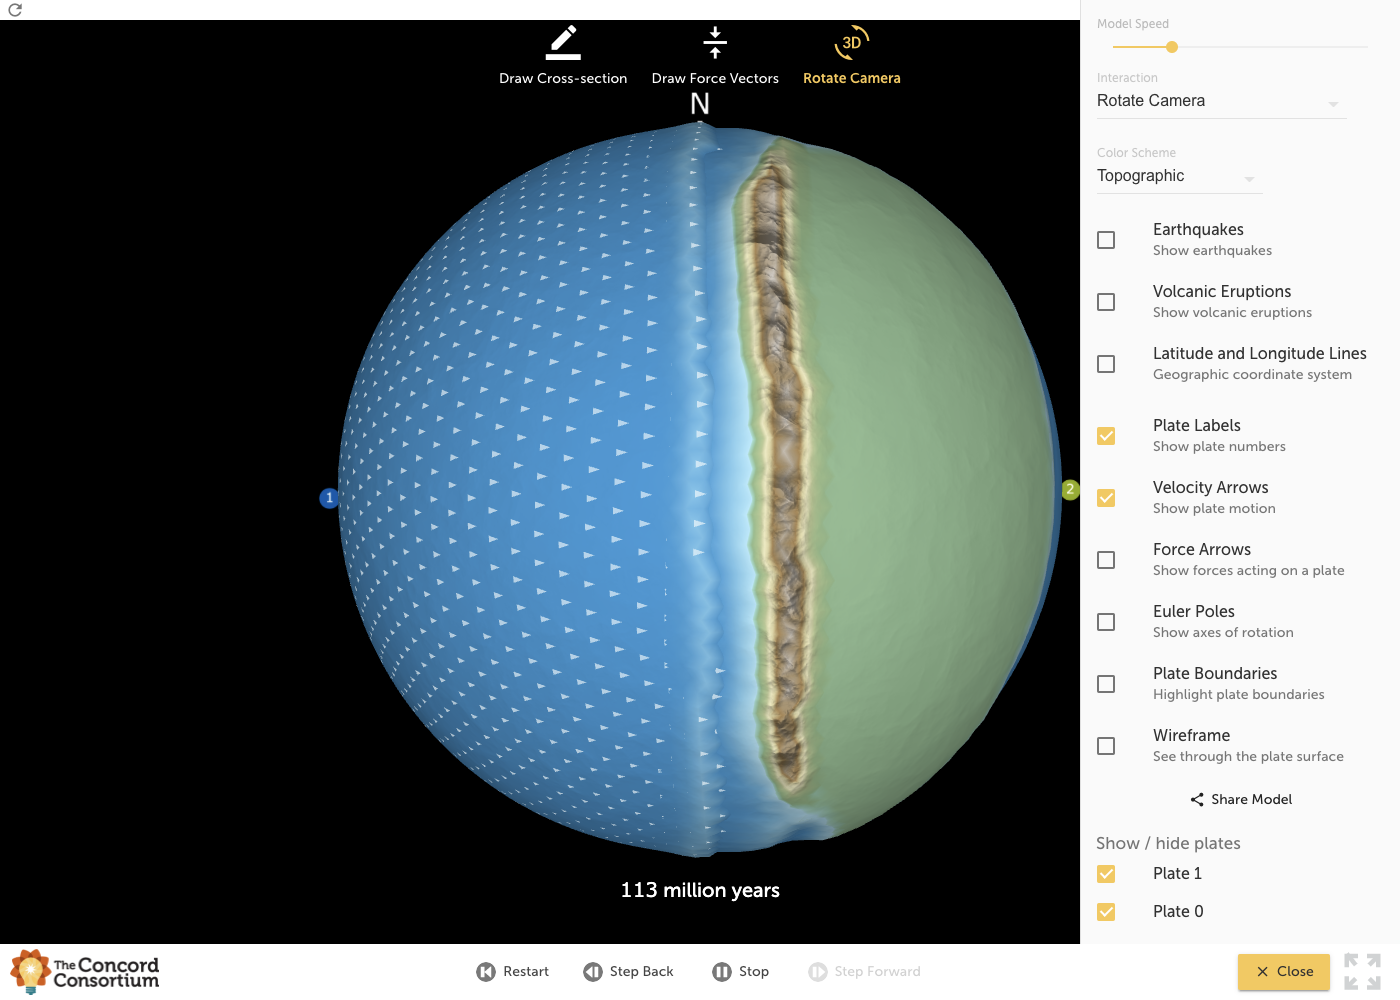 Draw Cross-section
Draw Force Vectors
3D
Rotate Camera
N
1
2
113 million years
Model Speed
Interaction
Rotate Camera
Color Scheme
Topographic
Earthquakes
Show earthquakes
Volcanic Eruptions
Show volcanic eruptions
Latitude and Longitude Lines
Geographic coordinate system
Plate Labels
Show plate numbers
Velocity Arrows
Show plate motion
Force Arrows
Show forces acting on a plate
Euler Poles
Show axes of rotation
Plate Boundaries
Highlight plate boundaries
Wireframe
See through the plate surface
Share Model
Show / hide plates
Plate 1
Plate 0
The Concord
Consortium
Restart
Step Back
Stop
Step Forward
Close